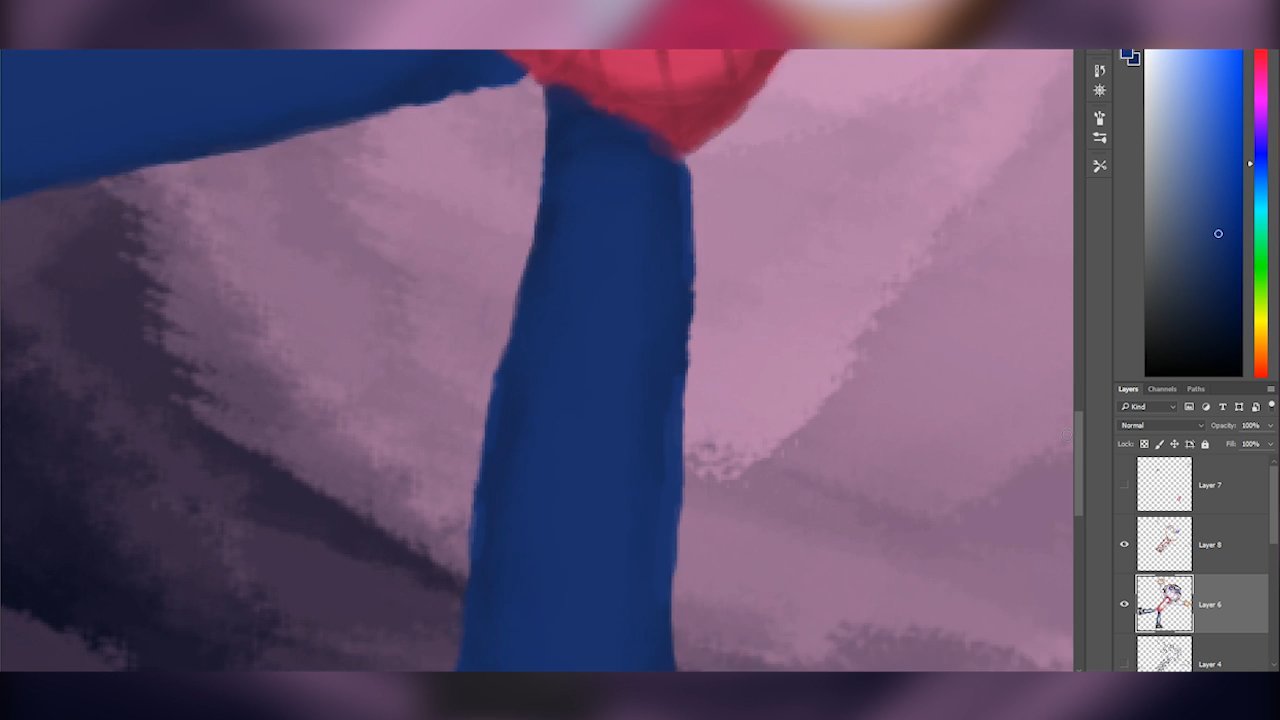 Layers Channels Paths
Kind
Normal Opacity: 100%
Lock: Fill: 100%
Layer 7
Layer 8
Layer 6
Layer 4